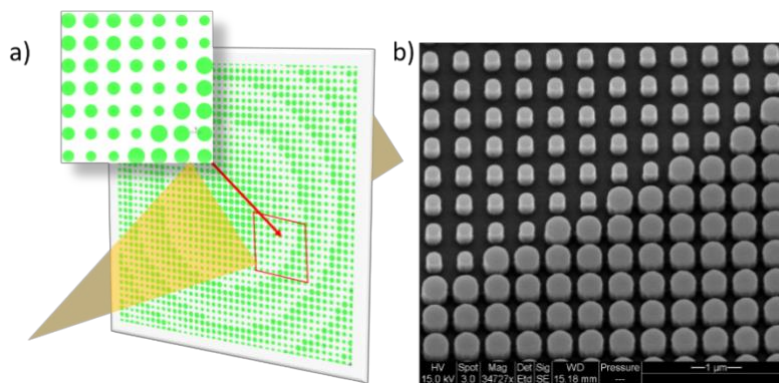 a)
b)
HV Spot Mag Det Sig WD Pressure
15.0 kV 3.0 34727x Etd SE 15.18 mm
1 µm